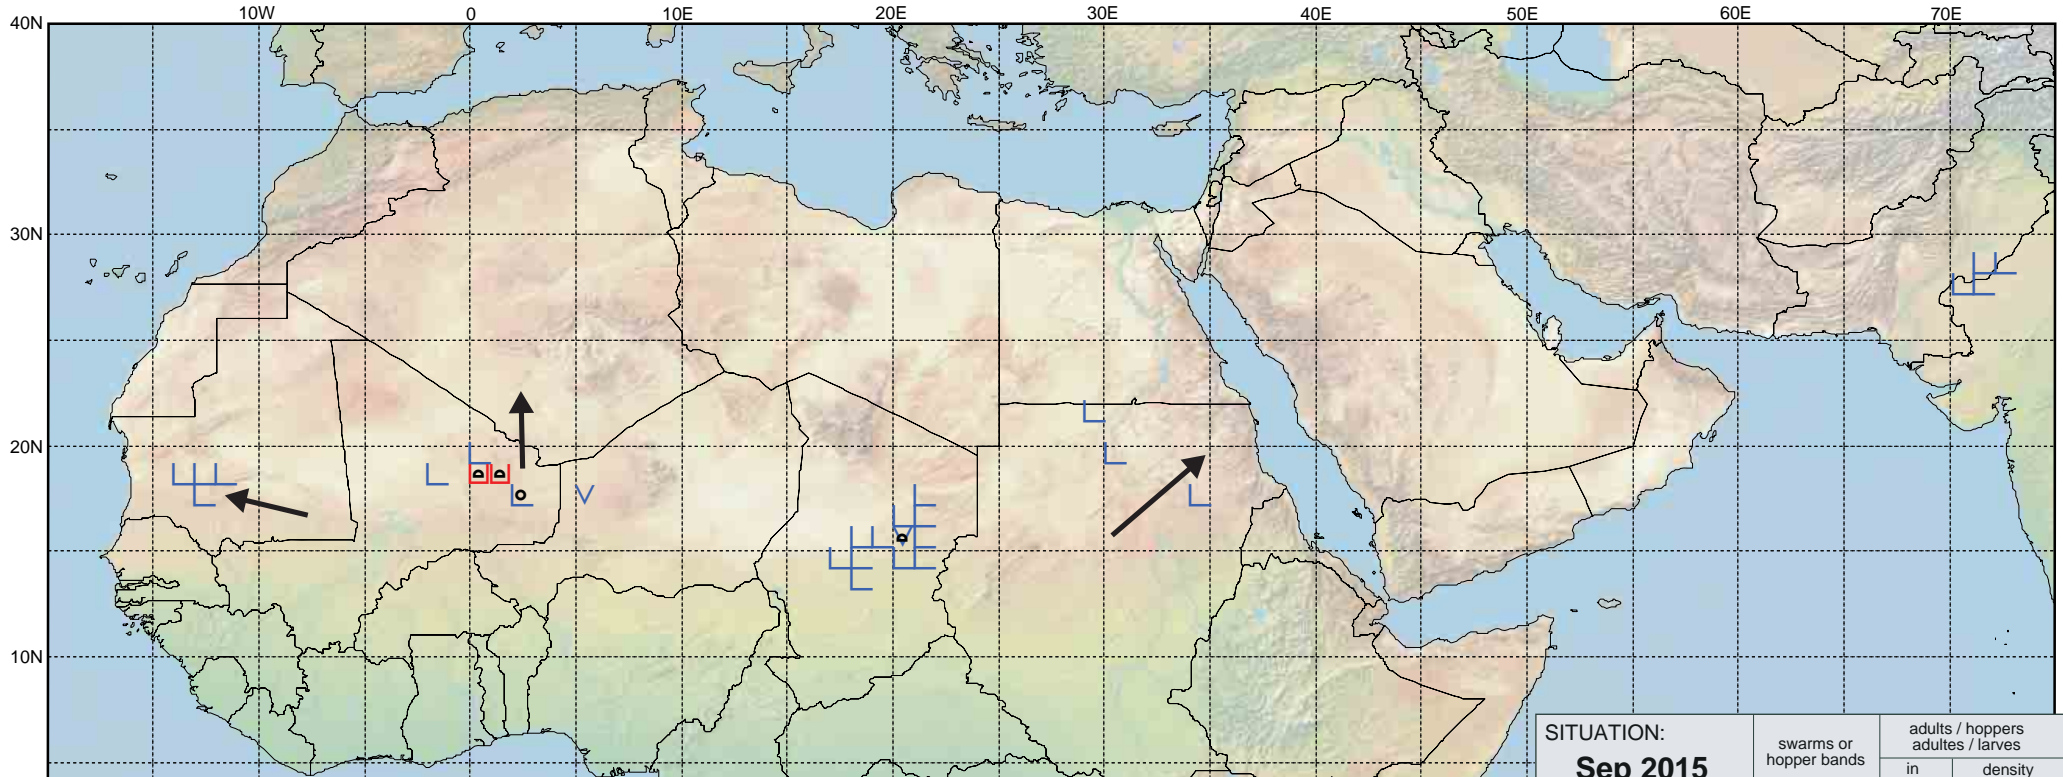 10W 0 10E 20E 30E 40E 50E 60E 70E
40N
30N
20N
10N
D D
O
D
SITUATION:
Sep 2015
swarms or
hopper bands
adults / hoppers
adultes / larves
in
density